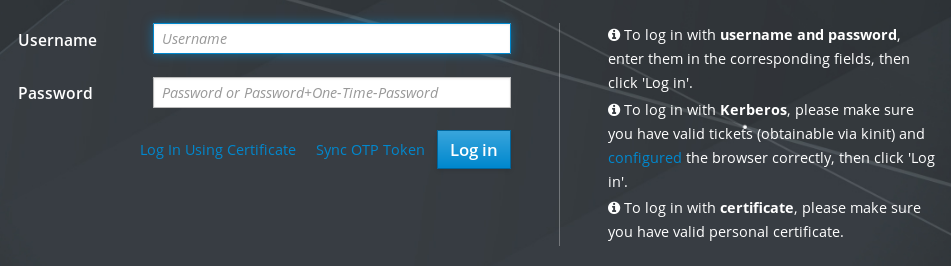 Username
Username
Password
Password or Password+One-Time-Password
Log In Using Certificate
Sync OTP Token
Log in
To log in with username and password,
enter them in the corresponding fields, then
click 'Log in'.
To log in with Kerberos, please make sure
you have valid tickets (obtainable via kinit) and
configured the browser correctly, then click 'Log
in'.
To log in with certificate, please make sure
you have valid personal certificate.